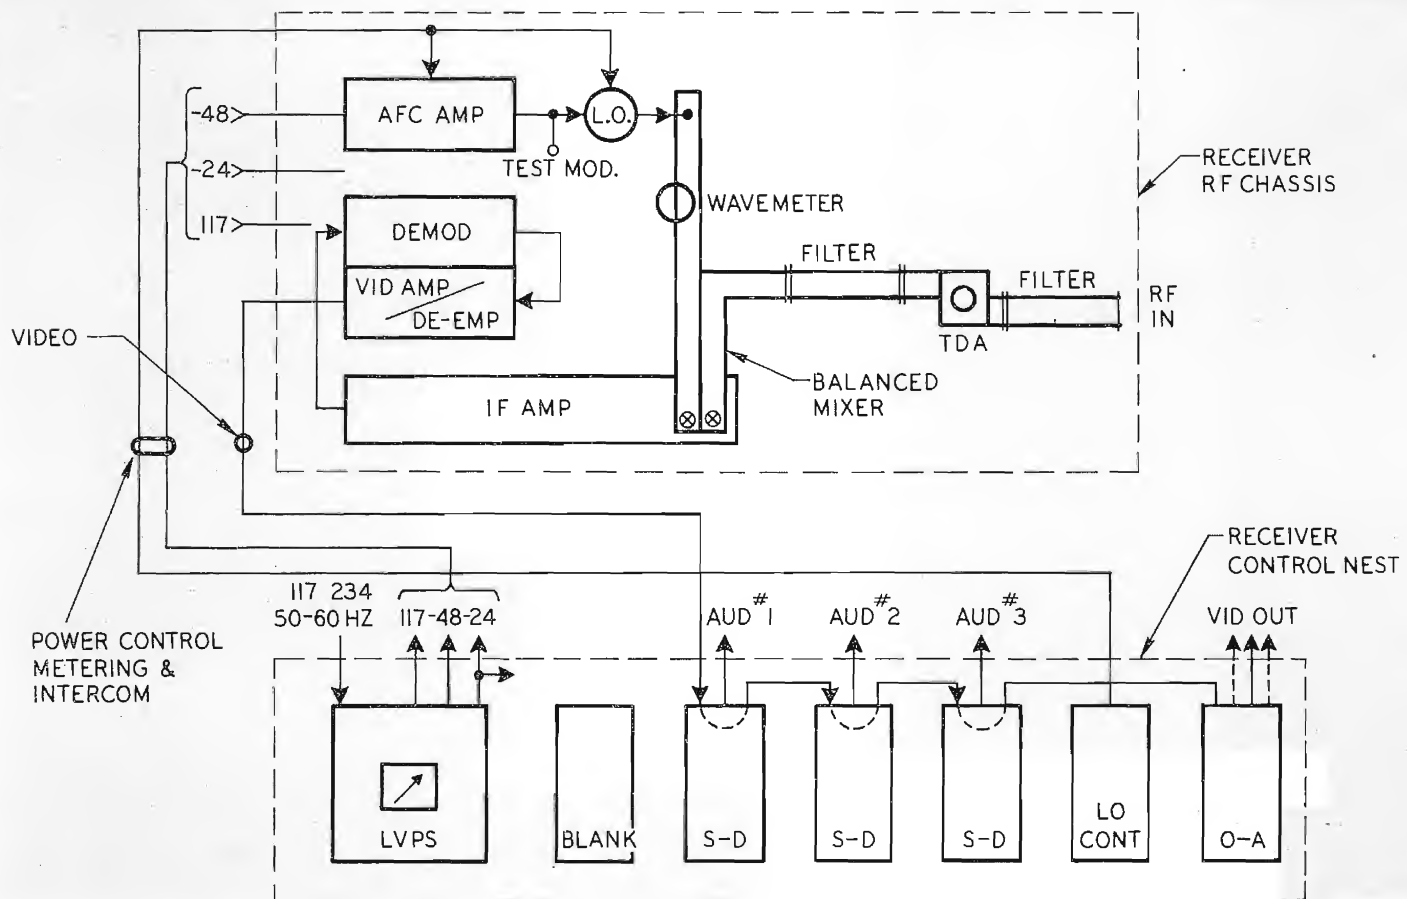 -48
AFC AMP
L.O.
TEST MOD.
-24
117
RECEIVER
RF CHASSIS
WAVEMETER
DEMOD
VID AMP
DE-EMP
FILTER
FILTER
RF
IN
TDA
VIDEO
BALANCED
MIXER
IF AMP
POWER CONTROL
METERING &
INTERCOM
117 234
50-60 HZ
117-48-24
AUD #1
AUD #2
AUD #3
VID OUT
RECEIVER
CONTROL NEST
LVPS
BLANK
S-D
S-D
S-D
LO
CONT
O-A